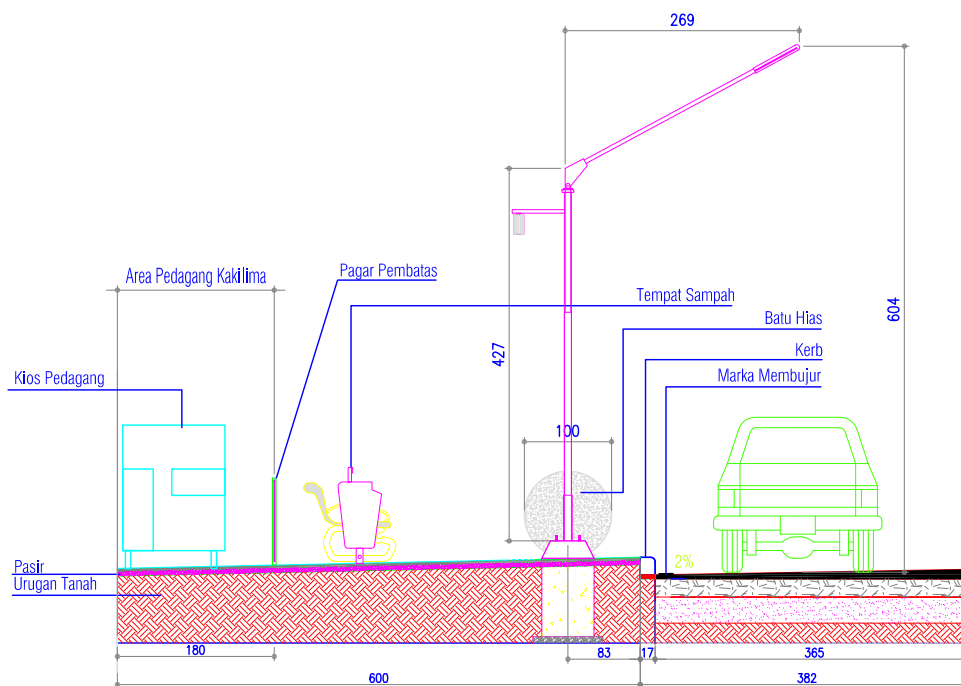 269
Area Pedagang Kakilima
Pagar Pembatas
Tempat Sampah
Batu Hias
604
427
Kerb
Kios Pedagang
Marka Membujur
100
Pasir
2%
Urugan Tanah
180
83
17
365
600
382